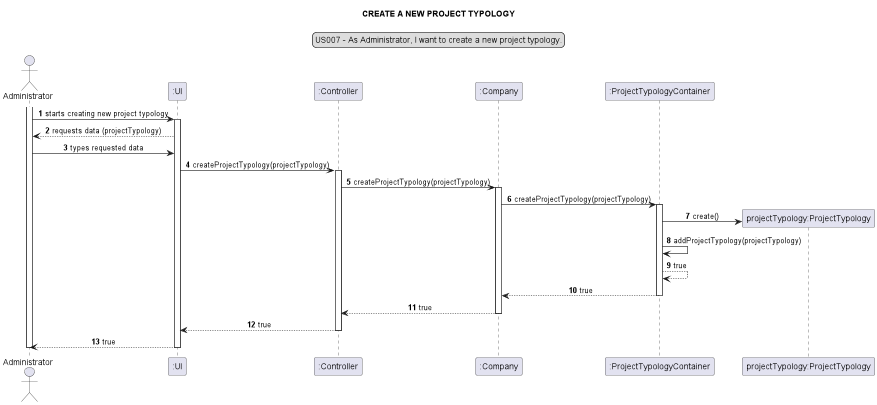 CREATE A NEW PROJECT TYPOLOGY
US007 - As Administrator, I want to create a new project typology.
Administrator
:UI
:Controller
:Company
:ProjectTypologyContainer
1 starts creating new project typology
2 requests data (projectTypology)
3 types requested data
4 createProjectTypology(projectTypology)
5 createProjectTypology(projectTypology)
6 createProjectTypology(projectTypology)
7 create()
projectTypology:ProjectTypology
8 addProjectTypology(projectTypology)
9 true
10 true
11 true
12 true
13 true
Administrator
:UI
:Controller
:Company
:ProjectTypologyContainer
projectTypology:ProjectTypology